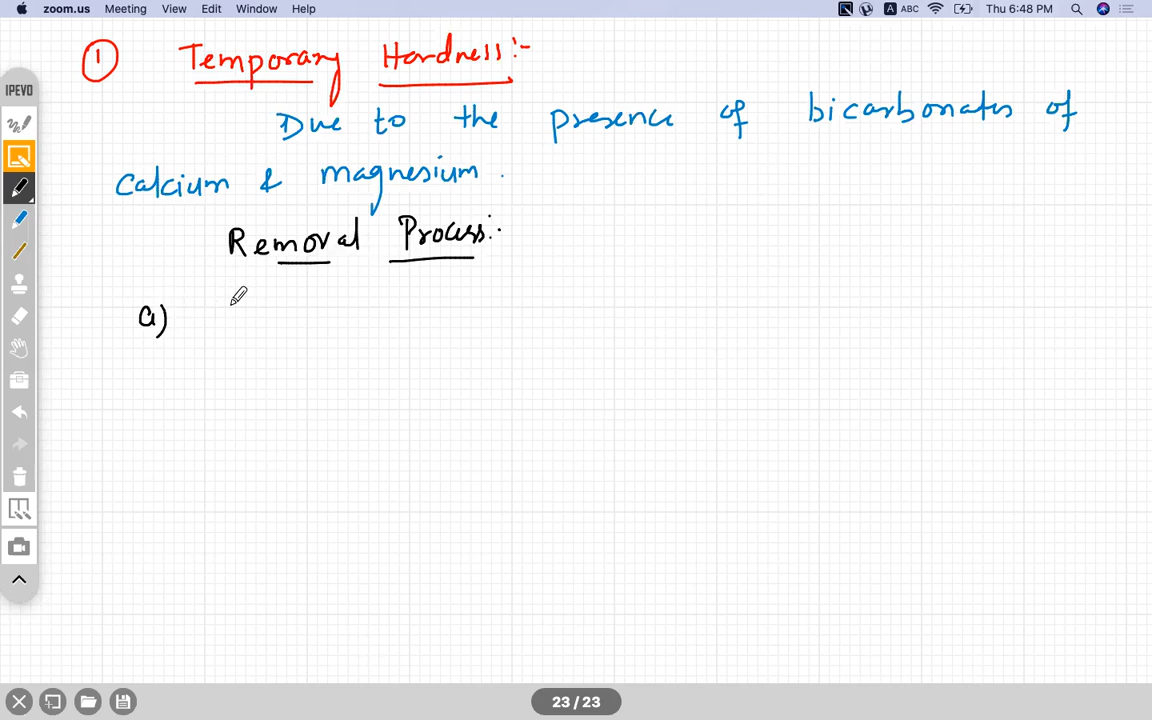 zoom.us Meeting View Edit Window Help A ABC Thu 6:48 PM
① Temporary Hardness:-
IPEVO
Due to the presence of bicarbonates of
Calcium & magnesium.
Removal Process:-
a)
23 / 23